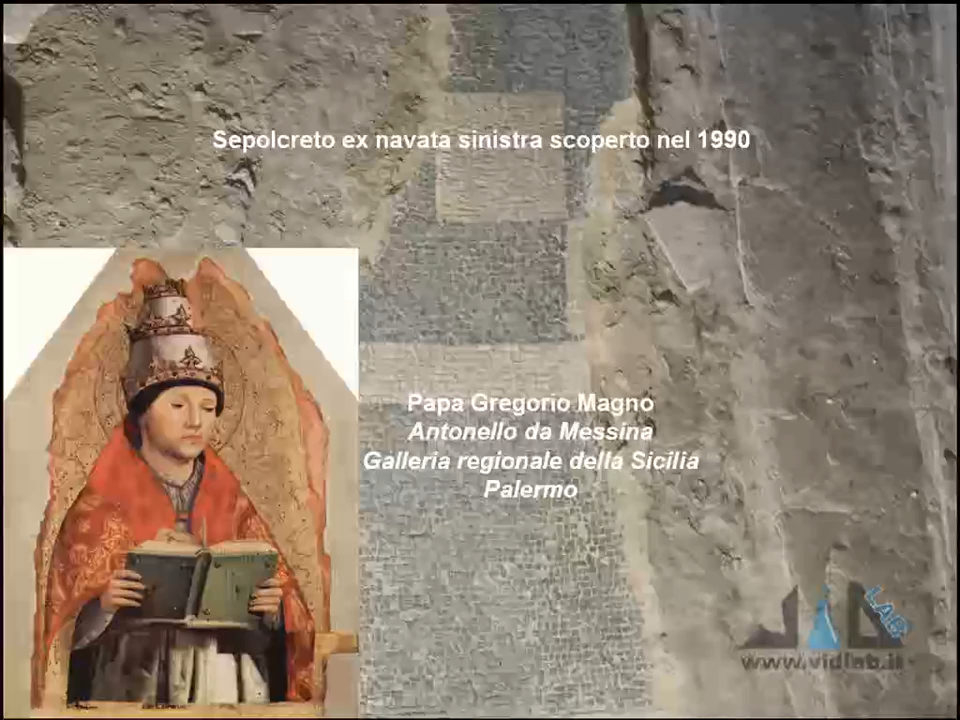 Sepolcreto ex navata sinistra scoperto nel 1990
Papa Gregorio Magno
Antonello da Messina
Galleria regionale della Sicilia
Palermo
LAB
www.vidlab.it